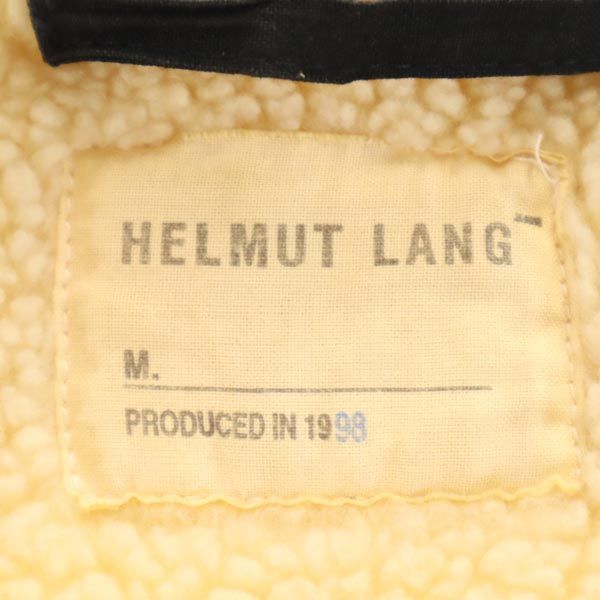 HELMUT LANG
M.
PRODUCED IN 1998